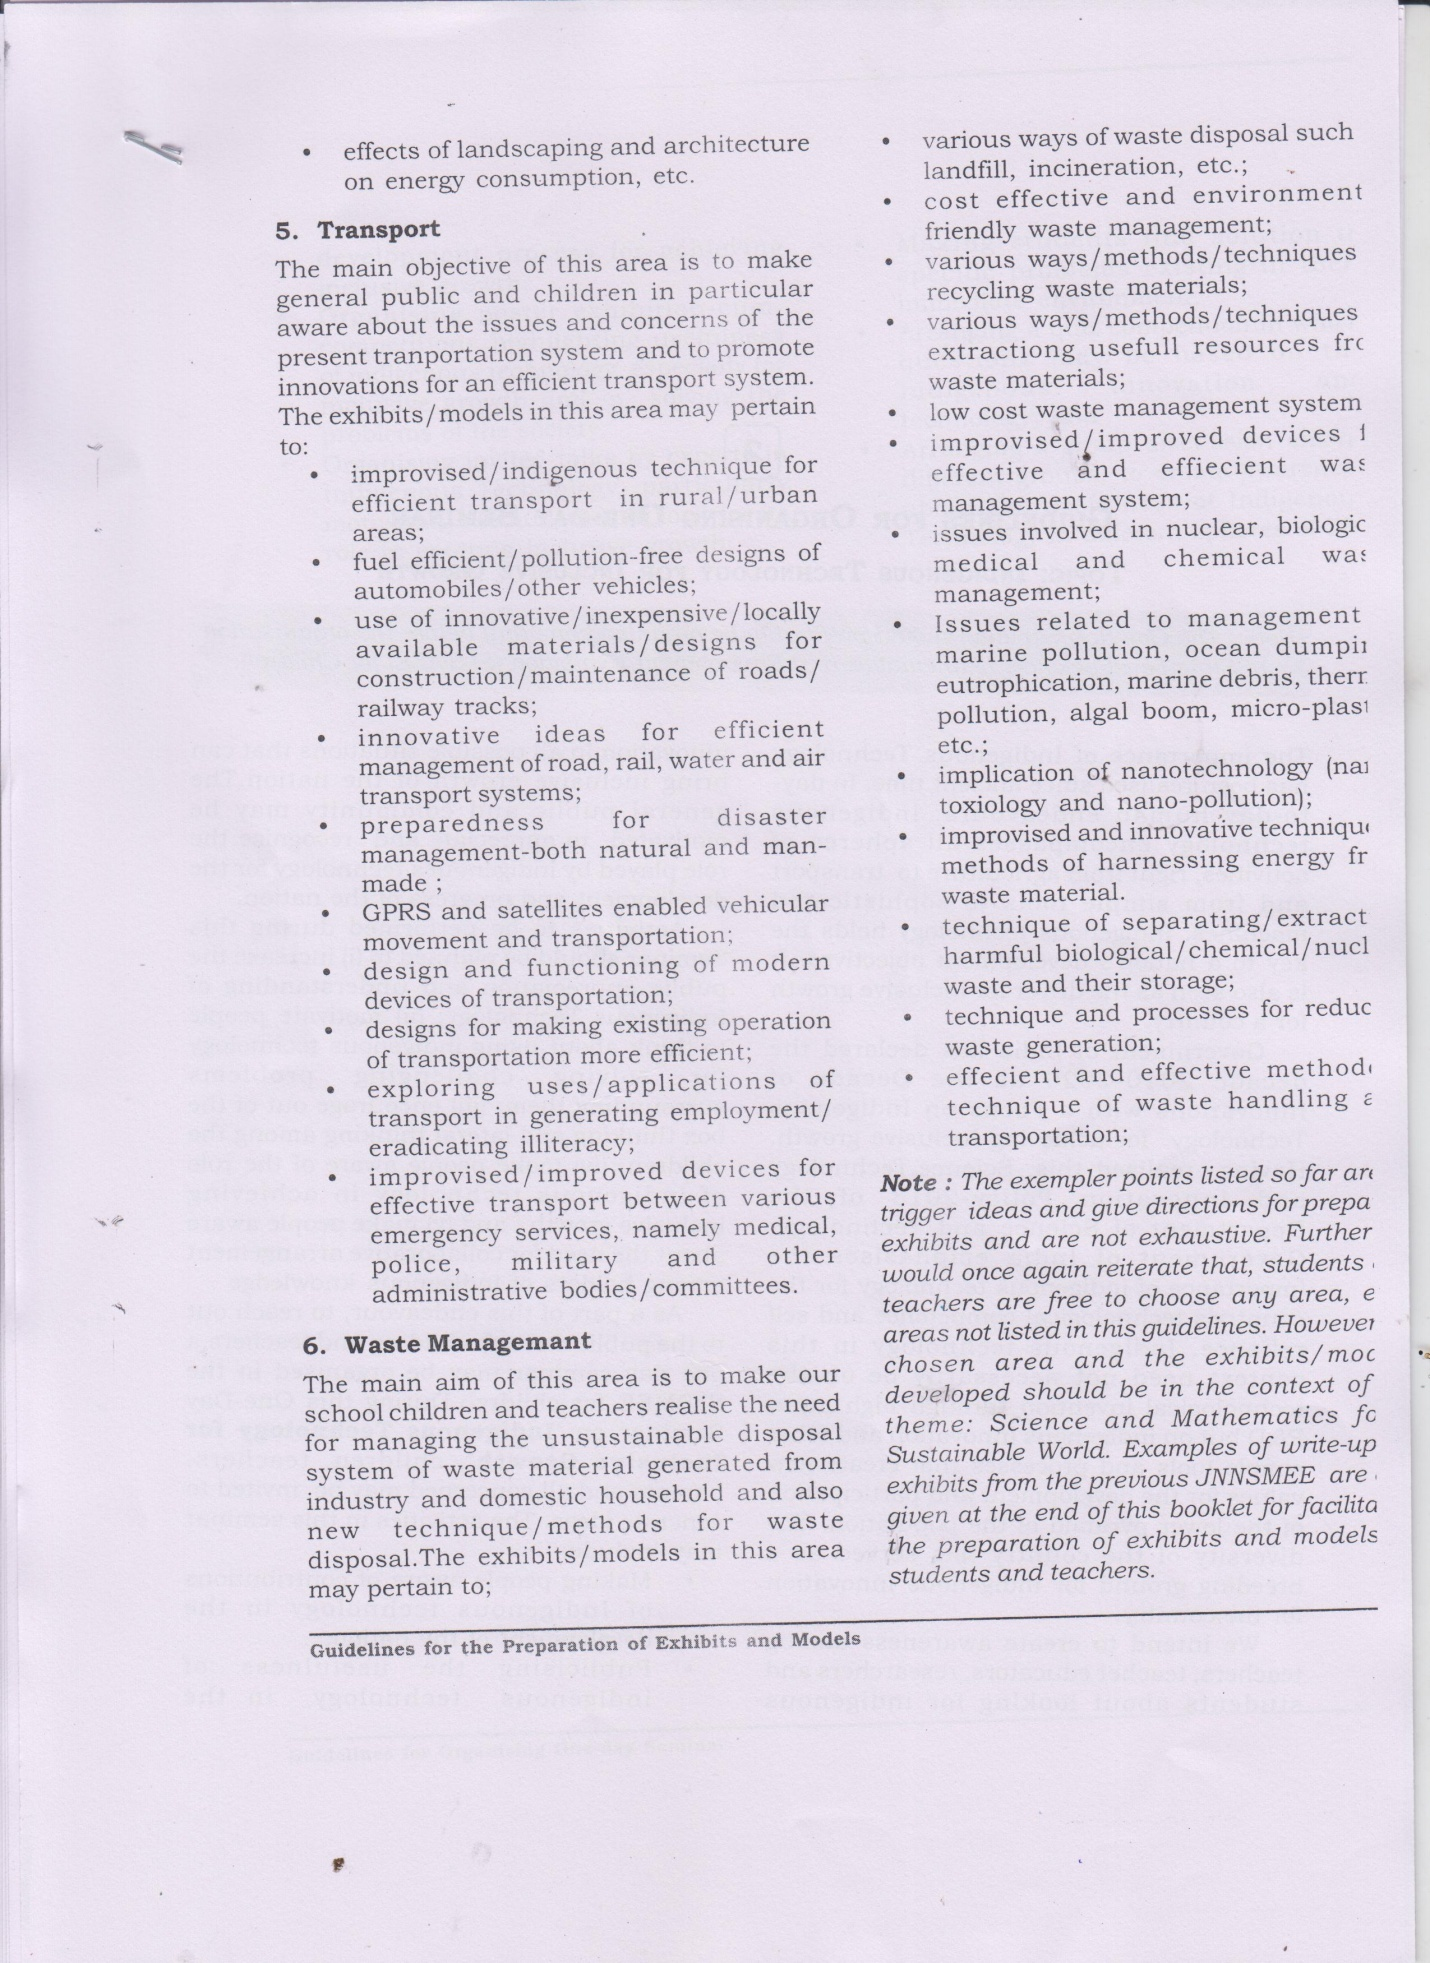 • effects of landscaping and architecture
on energy consumption, etc.
5. Transport
The main objective of this area is to make
general public and children in particular
aware about the issues and concerns of the
present tranportation system and to promote
innovations for an efficient transport system.
The exhibits/models in this area may pertain
to:
• improvised/indigenous technique for
efficient transport in rural/urban
areas;
• fuel efficient/pollution-free designs of
automobiles/other vehicles;
• use of innovative/inexpensive/locally
available materials/designs for
construction/maintenance of roads/
railway tracks;
• innovative ideas for efficient
management of road, rail, water and air
transport systems;
• preparedness for disaster
management-both natural and man-
made ;
• GPRS and satellites enabled vehicular
movement and transportation;
• design and functioning of modern
devices of transportation;
• designs for making existing operation
of transportation more efficient;
• exploring uses/applications of
transport in generating employment/
eradicating illiteracy;
• improvised/improved devices for
effective transport between various
emergency services, namely medical,
police, military and other
administrative bodies/committees.
6. Waste Managemant
The main aim of this area is to make our
school children and teachers realise the need
for managing the unsustainable disposal
system of waste material generated from
industry and domestic household and also
new technique/methods for waste
disposal.The exhibits/models in this area
may pertain to;
• various ways of waste disposal such
landfill, incineration, etc.;
• cost effective and environment
friendly waste management;
• various ways/methods/techniques
recycling waste materials;
• various ways/methods/techniques
extractiong usefull resources
waste materials;
• low cost waste management system
• improvised/improved devices
effective and effiecient
management system;
• issues involved in nuclear,
medical and chemical
management;
• Issues related to management
marine pollution, ocean
eutrophication, marine debris,
pollution, algal boom,
etc.;
• implication of nanotechnology
toxiology and nano-pollution);
• improvised and innovative
methods of harnessing energy
waste material.
• technique of separating/extract
harmful biological/chemical/nucl
waste and their storage;
• technique and processes for reduc
waste generation;
• effecient and effective
technique of waste handling
transportation;
Note : The exempler points listed so far
trigger ideas and give directions for prepa
exhibits and are not exhaustive. Further
would once again reiterate that, students
teachers are free to choose any area, e
areas not listed in this guidelines.
chosen area and the
developed should be in the context of
theme: Science and Mathematics
Sustainable World. Examples of write-up
exhibits from the previous JNNSMEE are
given at the end of this booklet for facilita
the preparation of exhibits and models
students and teachers.
Guidelines for the Preparation of Exhibits and Models